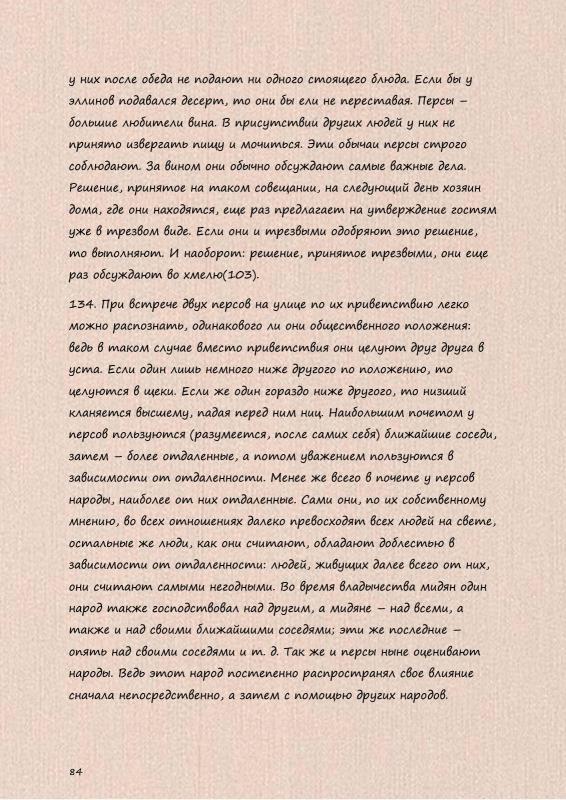 у них после обеда не подают ни одного стоящего блюда. Если бы у
эллинов подавался десерт, то они бы ели не переставая. Персы –
большие любители вина. В присутствии других людей у них не
принято извергать пищу и мочиться. Эти обычаи персы строго
соблюдают. За вином они обычно обсуждают самые важные дела.
Решение, принятое на таком совещании, на следующий день хозяин
дома, где они находятся, еще раз предлагает на утверждение гостям
уже в трезвом виде. Если они и трезвыми одобряют это решение,
то выполняют. И наоборот: решение, принятое трезвыми, они еще
раз обсуждают во хмелю(103).
134. При встрече двух персов на улице по их приветствию легко
можно распознать, одинакового ли они общественного положения:
ведь в таком случае вместо приветствия они целуют друг друга в
уста. Если один лишь немного ниже другого по положению, то
целуются в щеки. Если же один гораздо ниже другого, то низший
кланяется высшему, падая перед ним ниц. Наибольшим почетом у
персов пользуются (разумеется, после самих себя) ближайшие соседи,
затем – более отдаленные, а потом уважением пользуются в
зависимости от отдаленности. Менее же всего в почете у персов
народы, наиболее от них отдаленные. Сами они, по их собственному
мнению, во всех отношениях далеко превосходят всех людей на свете,
остальные же люди, как они считают, обладают доблестью в
зависимости от отдаленности: людей, живущих далее всего от них,
они считают самыми негодными. Во время владычества мидян один
народ также господствовал над другим, а мидяне – над всеми, а
также и над своими ближайшими соседями; эти же последние –
опять над своими соседями и т. д. Так же и персы ныне оценивают
народы. Ведь этот народ постепенно распространял свое влияние
сначала непосредственно, а затем с помощью других народов.
84